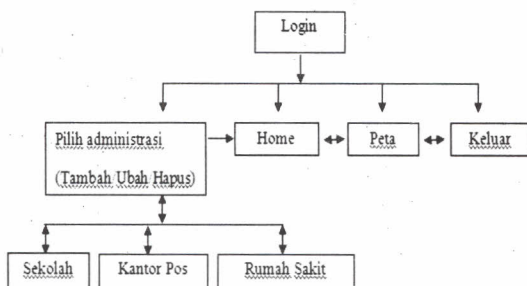 Login
Pilih administrasi
(Tambah Ubah Hapus)
Home
Peta
Keluar
Sekolah
Kantor Pos
Rumah Sakit